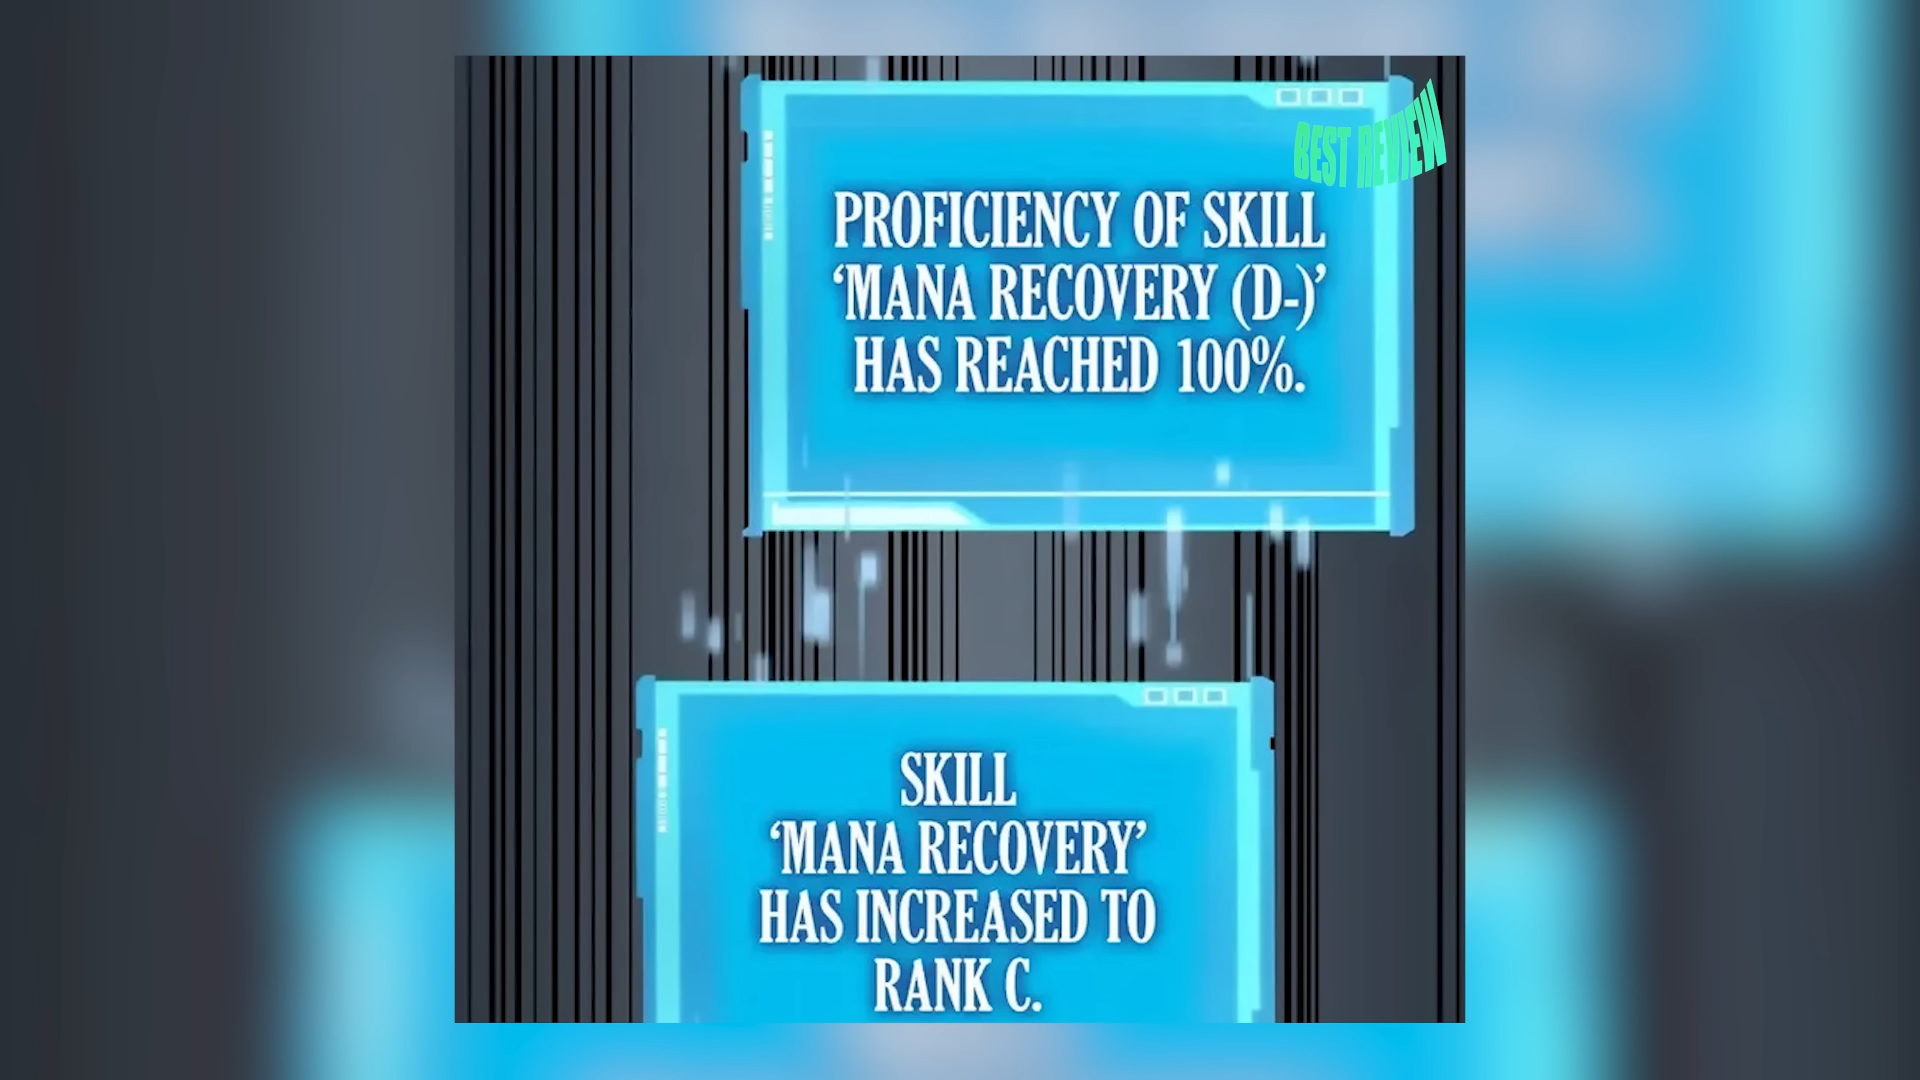 BEST REVIEW
PROFICIENCY OF SKILL
‘MANA RECOVERY (D-)’
HAS REACHED 100%.
SKILL
‘MANA RECOVERY’
HAS INCREASED TO
RANK C.